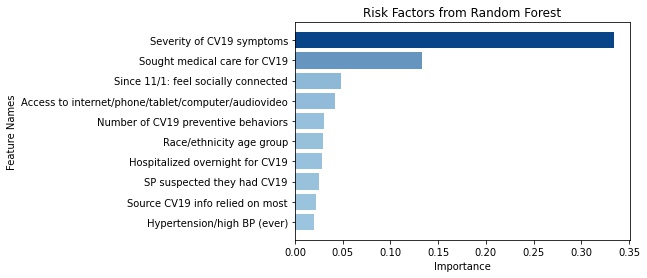 Risk Factors from Random Forest
Feature Names
Severity of CV19 symptoms
Sought medical care for CV19
Since 11/1: feel socially connected
Access to internet/phone/tablet/computer/audiovideo
Number of CV19 preventive behaviors
Race/ethnicity age group
Hospitalized overnight for CV19
SP suspected they had CV19
Source CV19 info relied on most
Hypertension/high BP (ever)
0.00 0.05 0.10 0.15 0.20 0.25 0.30 0.35
Importance